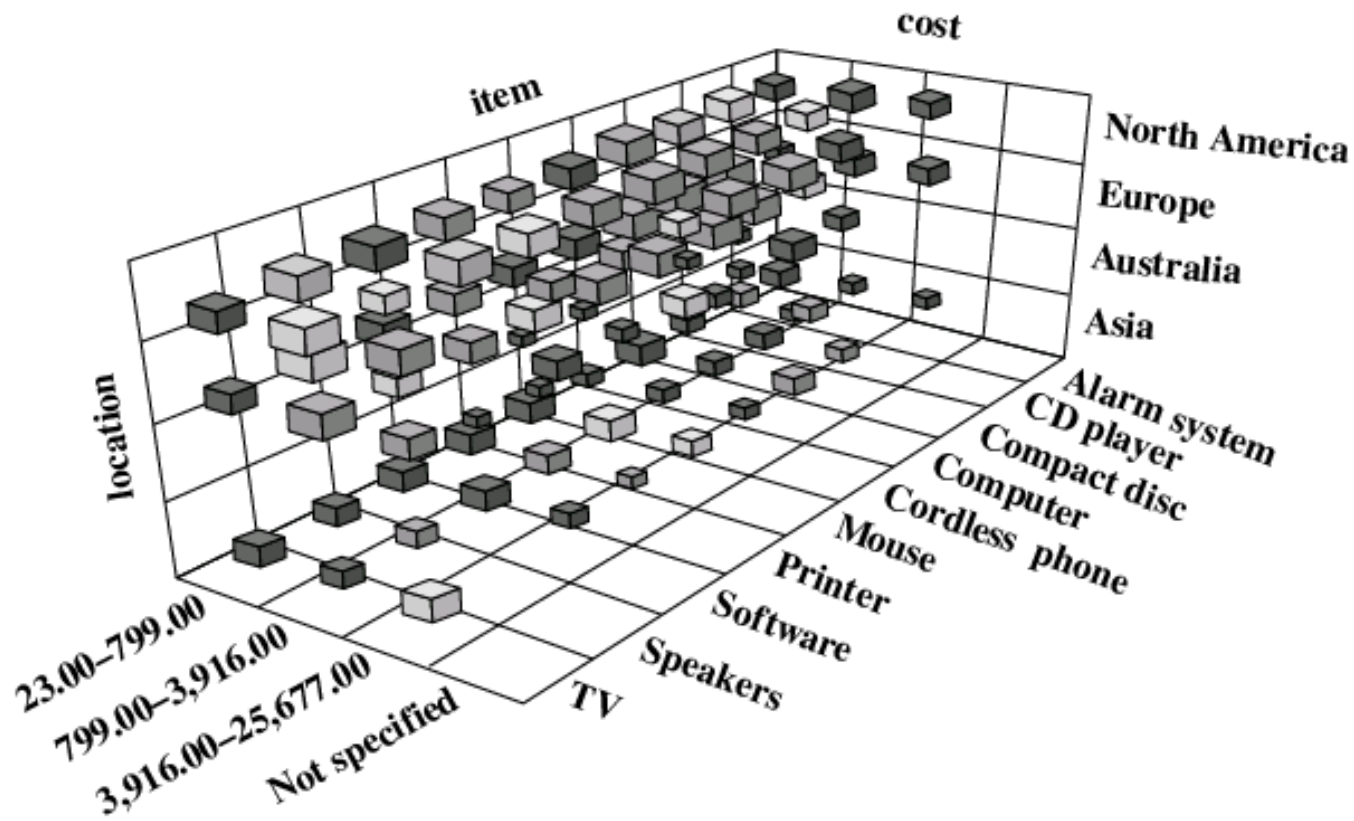 cost
item
location
North America
Europe
Australia
Asia
Alarm system
CD player
Compact disc
Computer
Cordless phone
Mouse
Printer
Software
Speakers
TV
23.00–799.00
799.00–3,916.00
3,916.00–25,677.00
Not specified